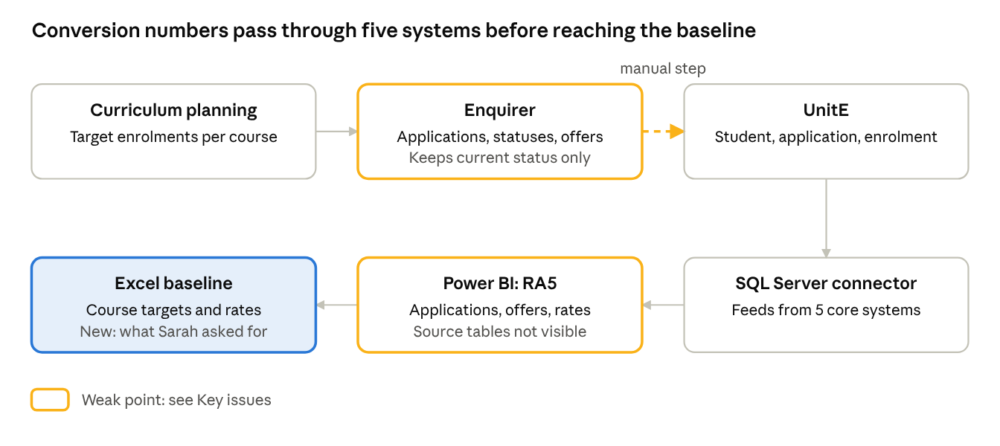 Conversion numbers pass through five systems before reaching the baseline
manual step
Curriculum planning
Target enrolments per course
Enquirer
Applications, statuses, offers
Keeps current status only
UnitE
Student, application, enrolment
Excel baseline
Course targets and rates
New: what Sarah asked for
Power BI: RA5
Applications, offers, rates
Source tables not visible
SQL Server connector
Feeds from 5 core systems
Weak point: see Key issues